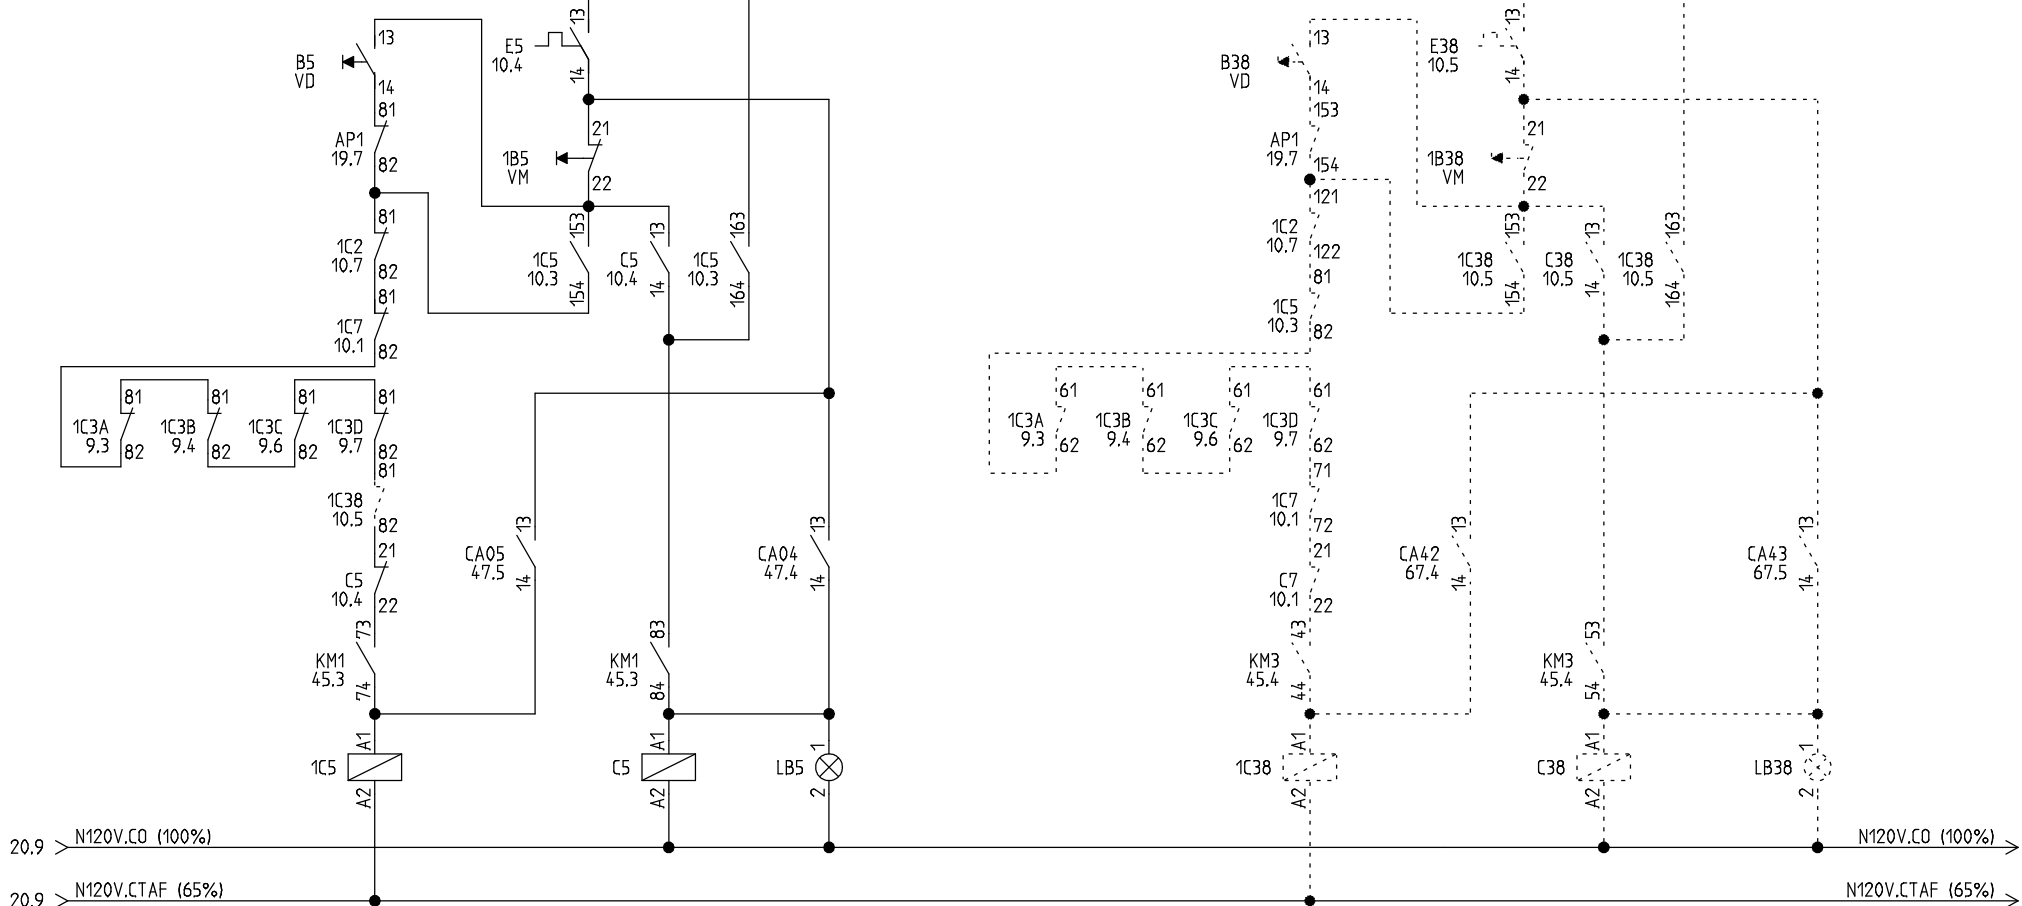 13
B5
VD
14
81
AP1
19.7
82
81
1C2
10.7
82
81
1C7
10.1
82
81
1C3A
9.3
82
81
1C3B
9.4
82
81
1C3C
9.6
82
81
1C3D
9.7
82
81
1C38
10.5
82
21
C5
10.4
22
73
KM1
45.3
74
A1
1C5
A2
13
E5
10.4
14
21
1B5
VM
22
153
1C5
10.3
154
13
C5
10.4
14
163
1C5
10.3
164
13
CA05
47.5
14
13
CA04
47.4
14
83
KM1
45.3
84
A1
C5
A2
1
LB5
2
13
B38
VD
14
153
AP1
19.7
154
121
1C2
10.7
122
81
1C5
10.3
82
61
1C3A
9.3
62
61
1C3B
9.4
62
61
1C3C
9.6
62
61
1C3D
9.7
62
71
1C7
10.1
72
21
C7
10.1
22
43
KM3
45.4
44
A1
1C38
A2
13
E38
10.5
14
21
1B38
VM
22
153
1C38
10.5
154
13
C38
10.5
14
163
1C38
10.5
164
13
CA42
67.4
14
13
CA43
67.5
14
53
KM3
45.4
54
A1
C38
A2
1
LB38
2
20.9
N120V.CO (100%)
N120V.CO (100%)
20.9
N120V.CTAF (65%)
N120V.CTAF (65%)